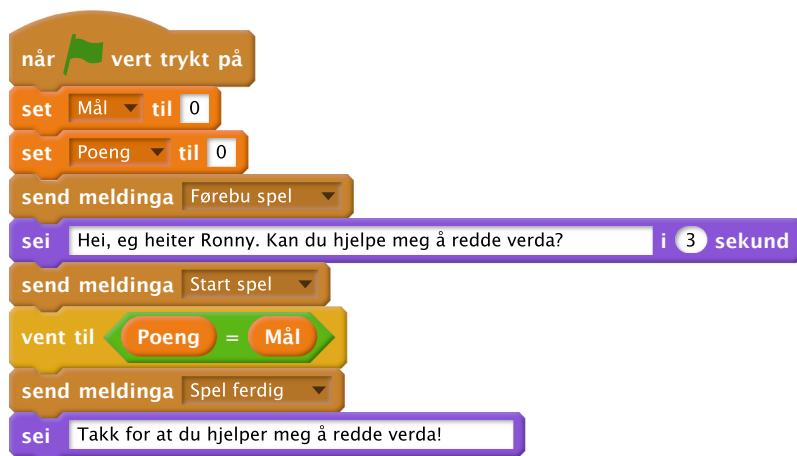 når vert trykt på
set Mål til 0
set Poeng til 0
send meldinga Førebu spel
sei Hei, eg heiter Ronny. Kan du hjelpe meg å redde verda? i 3 sekund
send meldinga Start spel
vent til Poeng = Mål
send meldinga Spel ferdig
sei Takk for at du hjelper meg å redde verda!